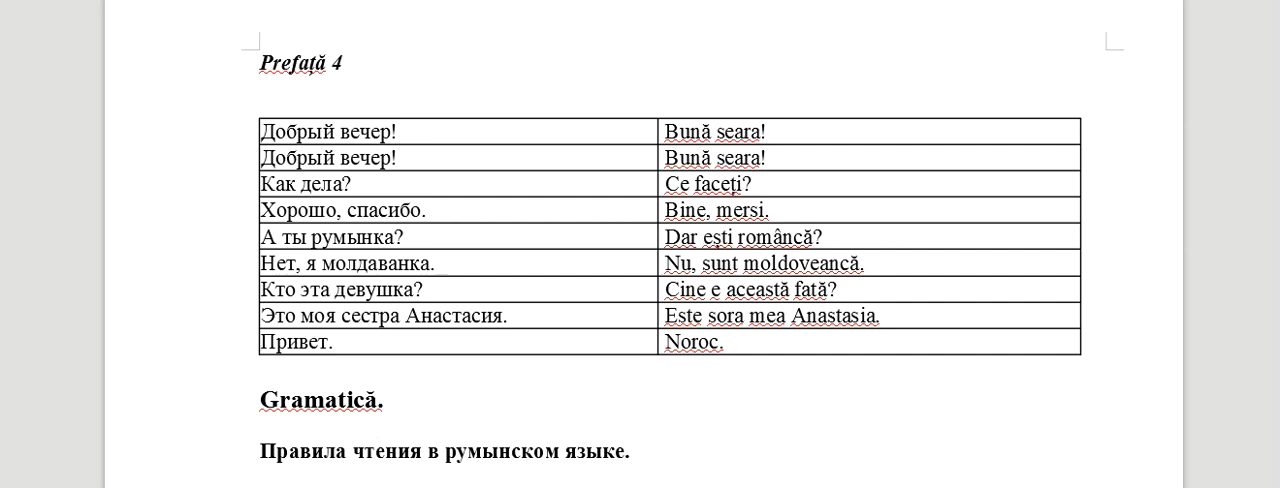 Prefață 4
Добрый вечер! Bună seara!
Добрый вечер! Bună seara!
Как дела? Ce faceți?
Хорошо, спасибо. Bine, mersi.
А ты румынка? Dar ești româncă?
Нет, я молдаванка. Nu, sunt moldoveancă.
Кто эта девушка? Cine e această fată?
Это моя сестра Анастасия. Este sora mea Anastasia.
Привет. Noroc.
Gramatică.
Правила чтения в румынском языке.